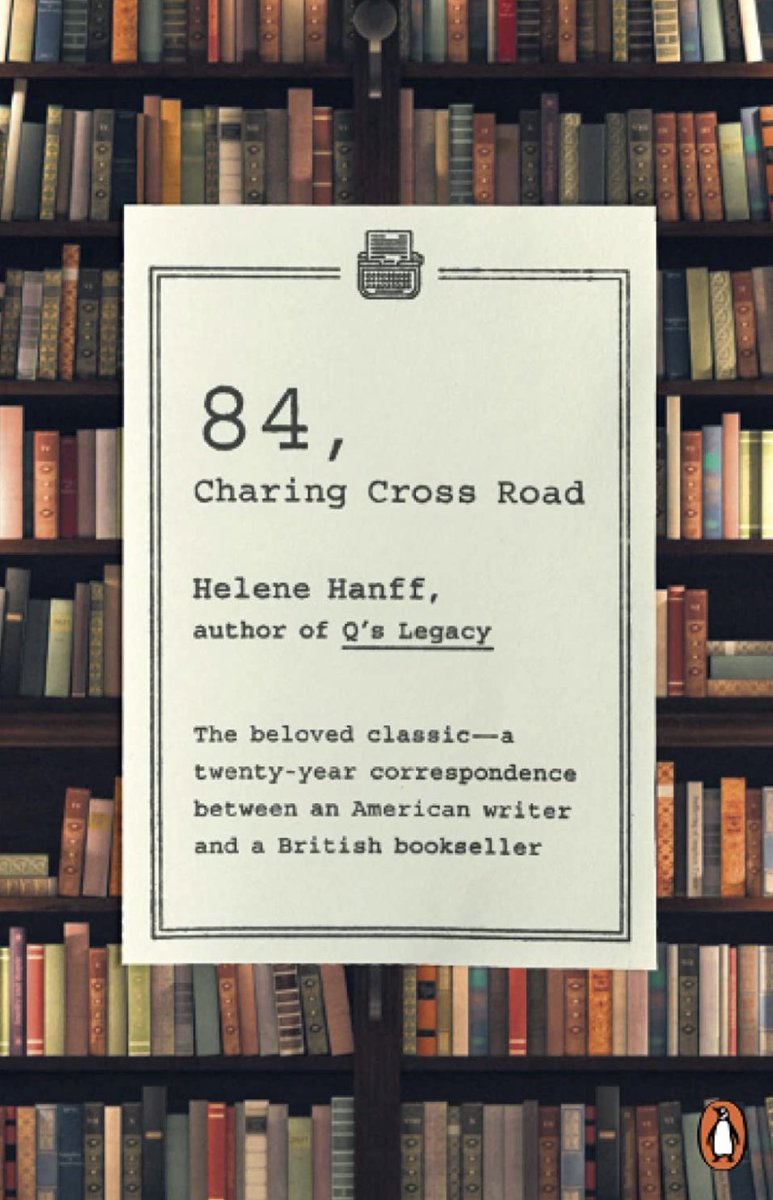 84,
Charing Cross Road
Helene Hanff,
author of Q's Legacy
The beloved classic—a
twenty-year correspondence
between an American writer
and a British bookseller